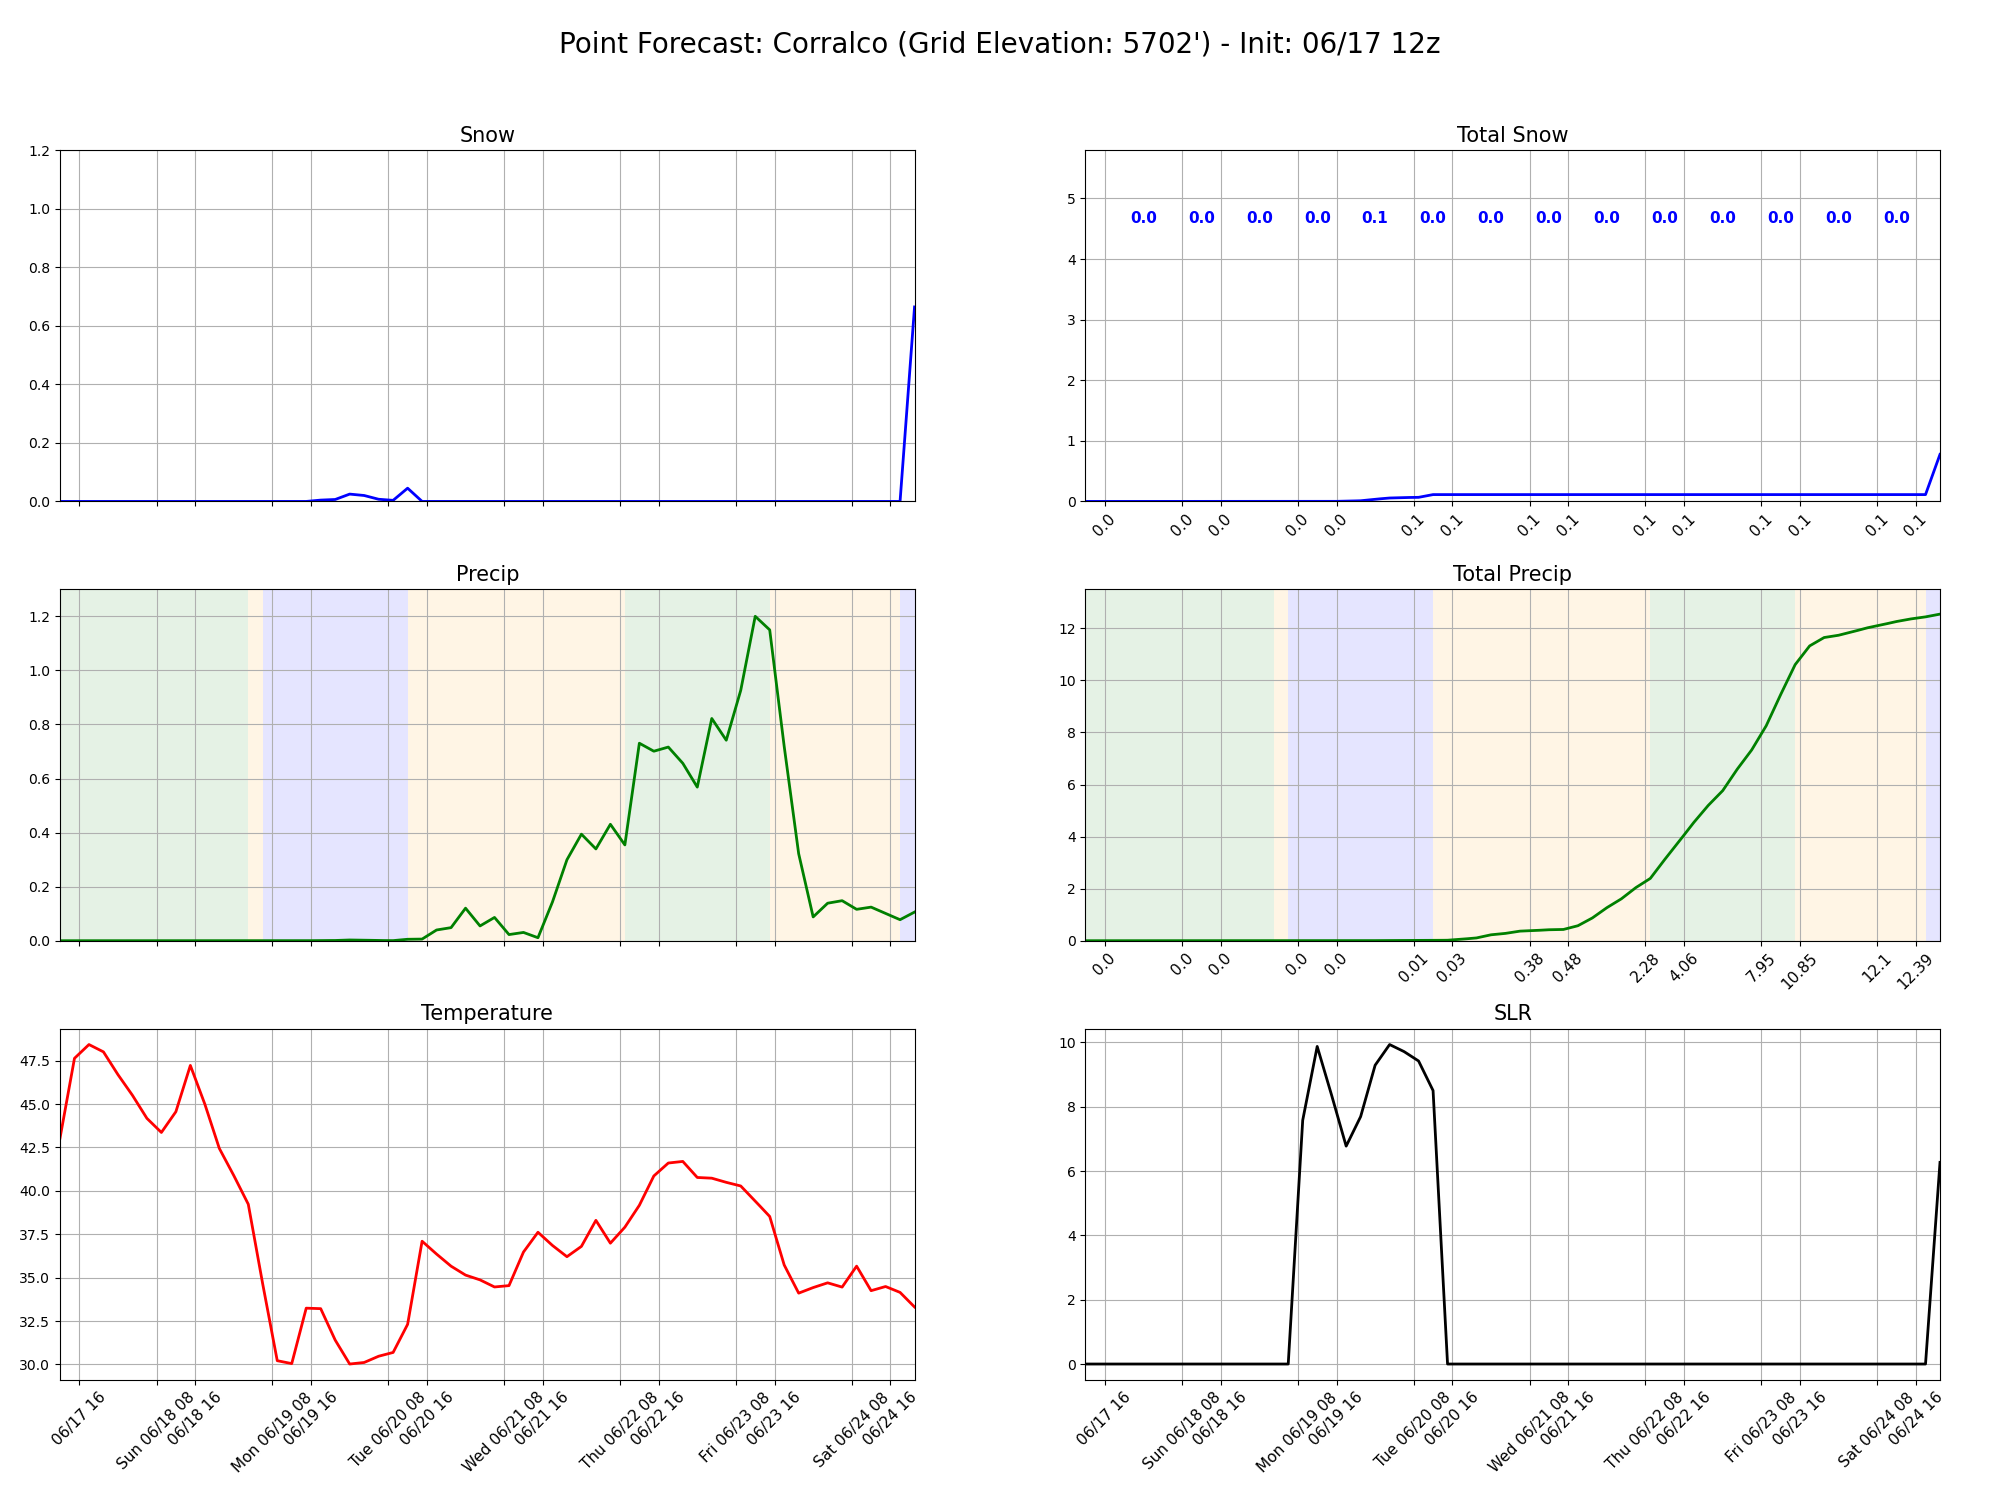 Point Forecast: Corralco (Grid Elevation: 5702') - Init: 06/17 12z
Snow
1.2
1.0
0.8
0.6
0.4
0.2
0.0
Total Snow
5
4
3
2
1
0
0.0 0.0 0.0 0.0 0.1 0.0 0.0 0.0 0.0 0.0 0.0 0.0 0.0 0.0
0.0 0.0 0.0 0.0 0.0 0.1 0.1 0.1 0.1 0.1 0.1 0.1 0.1 0.1 0.1
Precip
1.2
1.0
0.8
0.6
0.4
0.2
0.0
Total Precip
12
10
8
6
4
2
0
0.0 0.0 0.0 0.0 0.0 0.01 0.03 0.38 0.48 2.28 4.06 7.95 10.85 12.1 12.39
Temperature
47.5
45.0
42.5
40.0
37.5
35.0
32.5
30.0
06/17 16
Sun 06/18 08
06/18 16
Mon 06/19 08
06/19 16
Tue 06/20 08
06/20 16
Wed 06/21 08
06/21 16
Thu 06/22 08
06/22 16
Fri 06/23 08
06/23 16
Sat 06/24 08
06/24 16
SLR
10
8
6
4
2
0
06/17 16
Sun 06/18 08
06/18 16
Mon 06/19 08
06/19 16
Tue 06/20 08
06/20 16
Wed 06/21 08
06/21 16
Thu 06/22 08
06/22 16
Fri 06/23 08
06/23 16
Sat 06/24 08
06/24 16